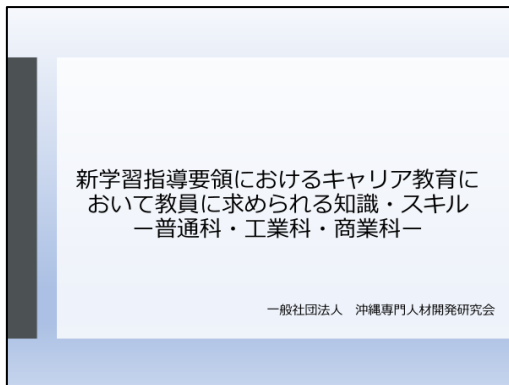 新学習指導要領におけるキャリア教育に
おいて教員に求められる知識・スキル
ー普通科・工業科・商業科ー
一般社団法人　沖縄専門人材開発研究会